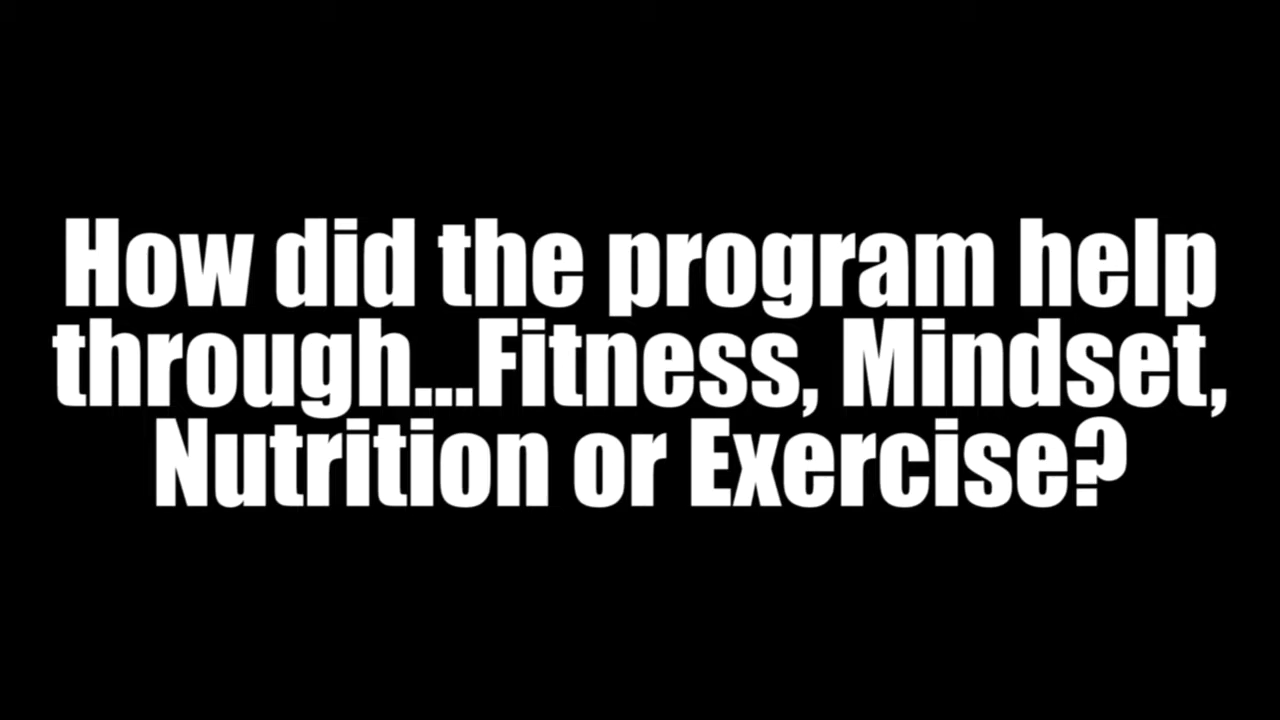 How did the program help
through...Fitness, Mindset,
Nutrition or Exercise?